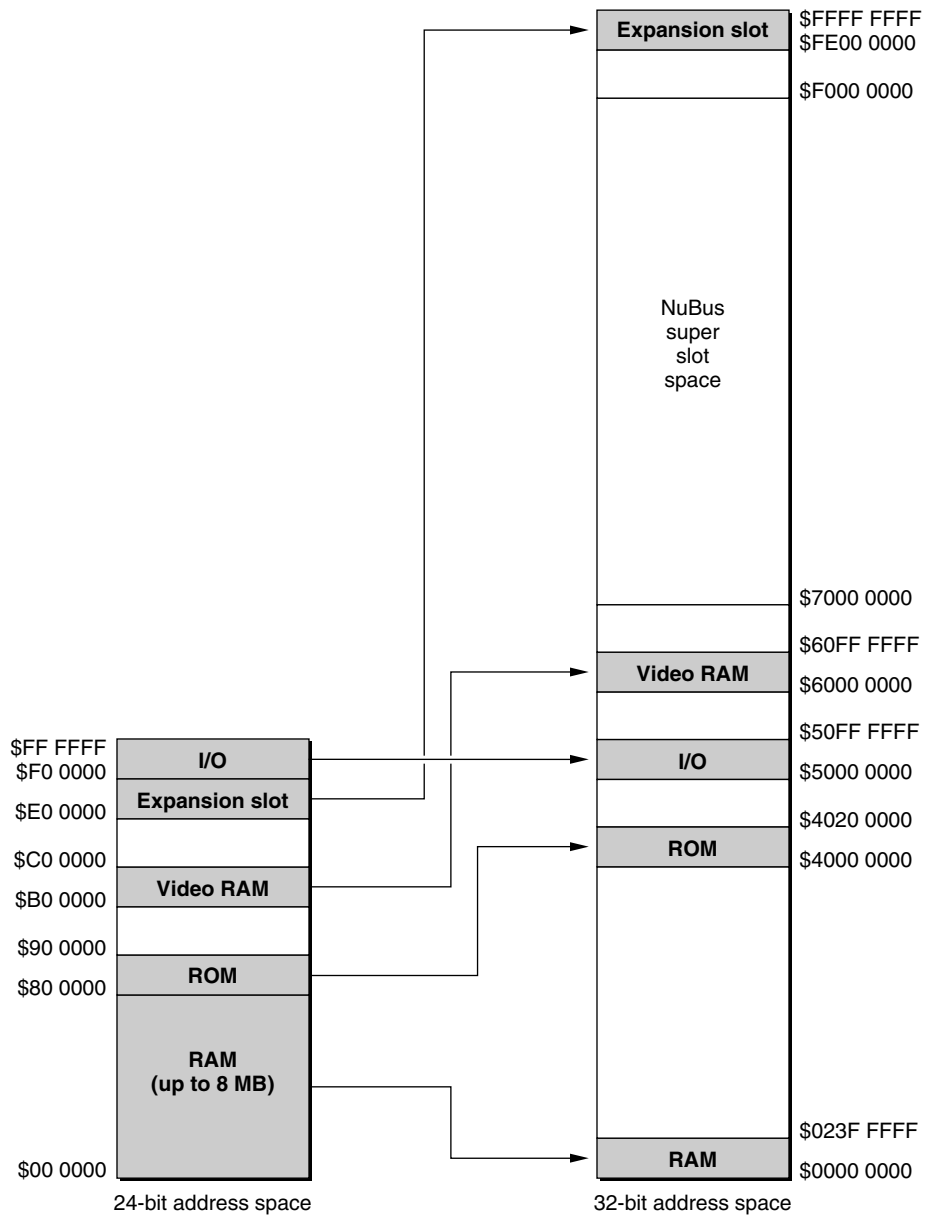 $FFFF FFFF
Expansion slot
$FE00 0000
$F000 0000
NuBus
super
slot
space
$7000 0000
$60FF FFFF
Video RAM
$6000 0000
$50FF FFFF
I/O
$5000 0000
$4020 0000
ROM
$4000 0000
$023F FFFF
RAM
$0000 0000
32-bit address space
$FF FFFF
I/O
$F0 0000
Expansion slot
$E0 0000
$C0 0000
Video RAM
$B0 0000
$90 0000
ROM
$80 0000
RAM
(up to 8 MB)
$00 0000
24-bit address space